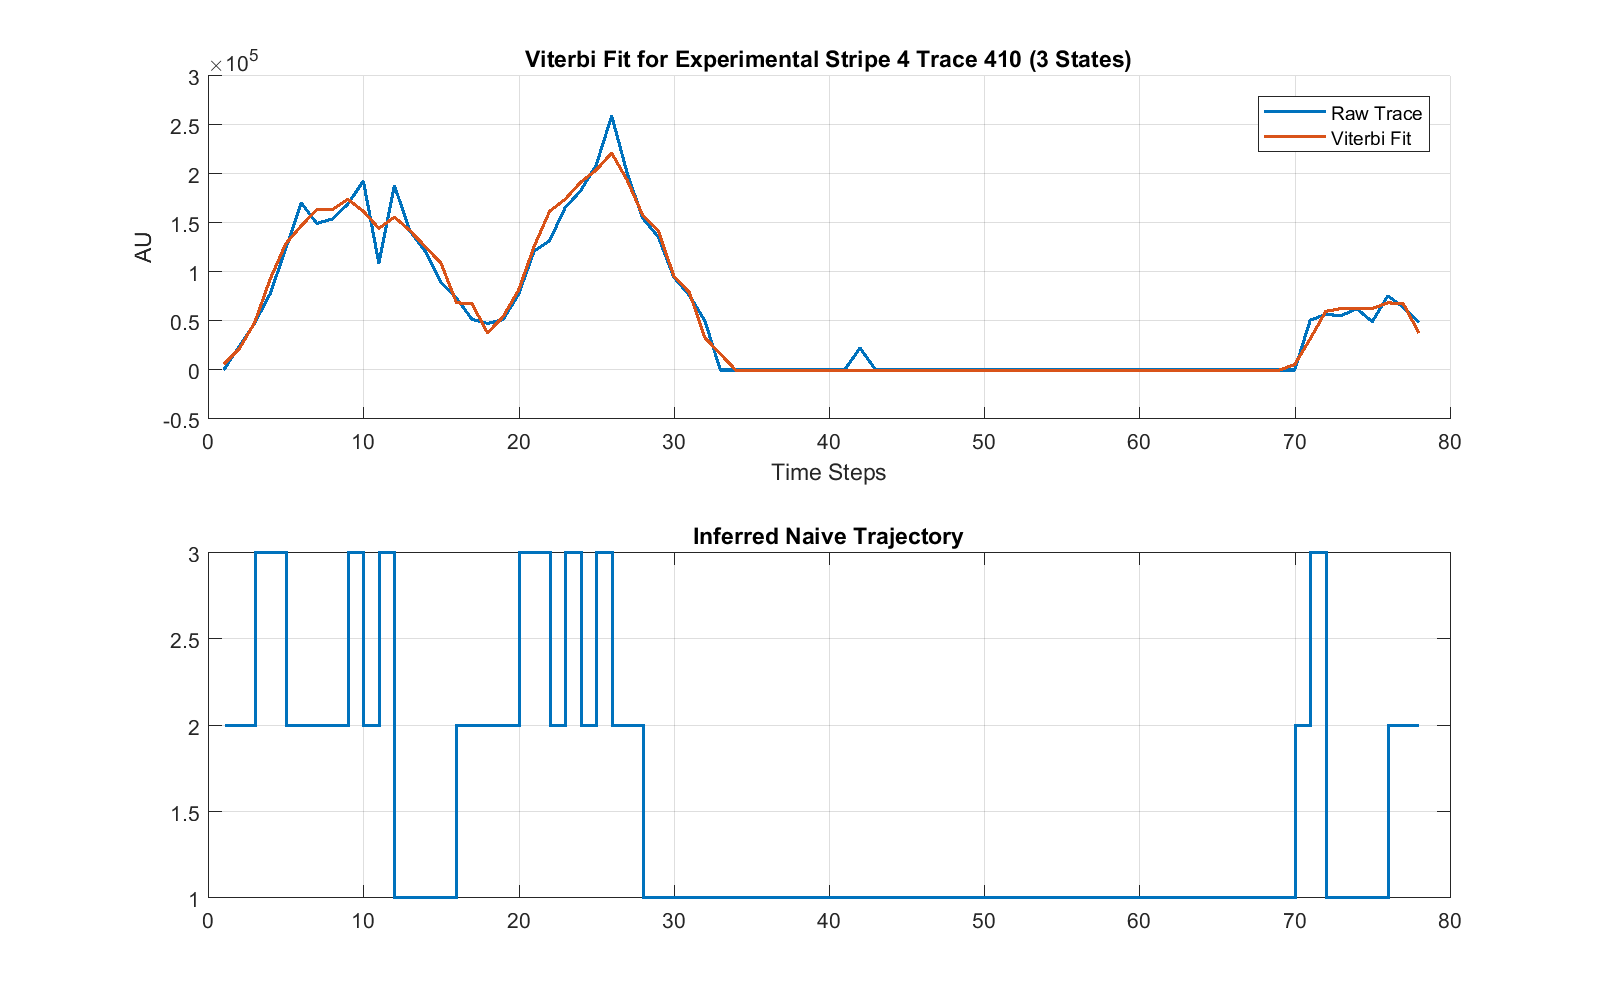 Viterbi Fit for Experimental Stripe 4 Trace 410 (3 States)
×10^5
3
2.5
2
1.5
1
0.5
0
-0.5
AU
Raw Trace
Viterbi Fit
0 10 20 30 40 50 60 70 80
Time Steps
Inferred Naive Trajectory
3
2.5
2
1.5
1
0 10 20 30 40 50 60 70 80